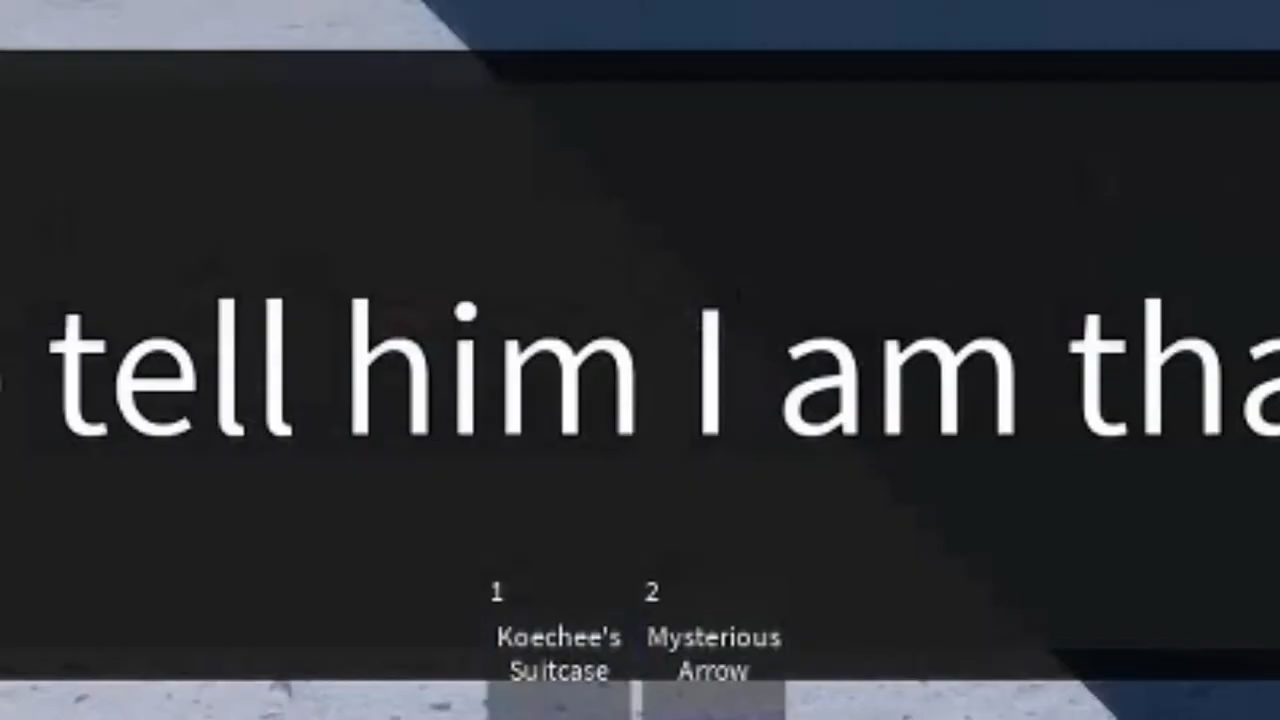 tell him I am tha
1 2
Koechee's Mysterious
Suitcase Arrow